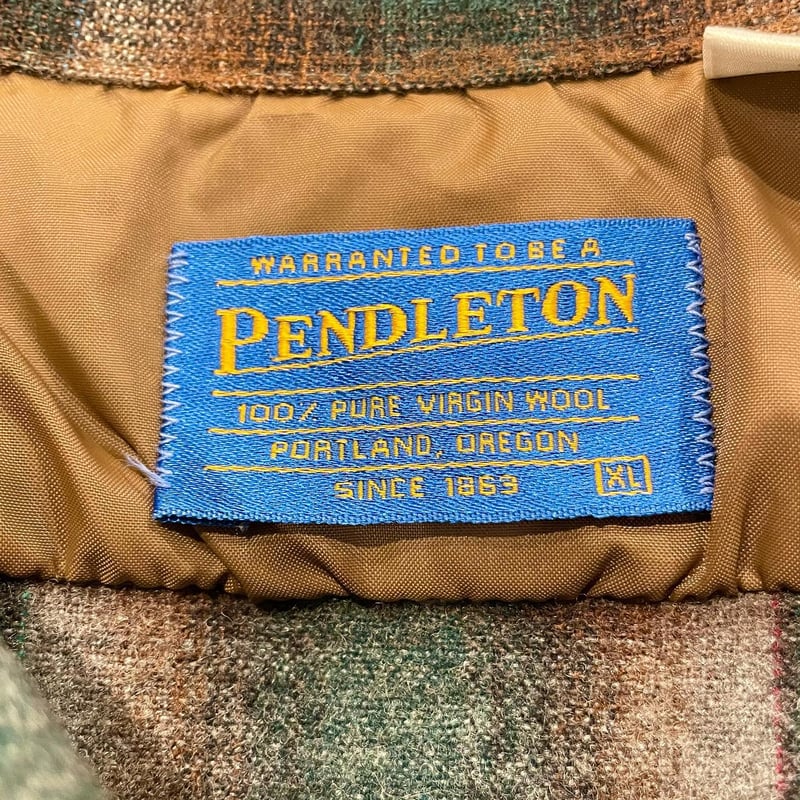 WARRANTED TO BE A
PENDLETON
100% PURE VIRGIN WOOL
PORTLAND, OREGON
SINCE 1863
XL